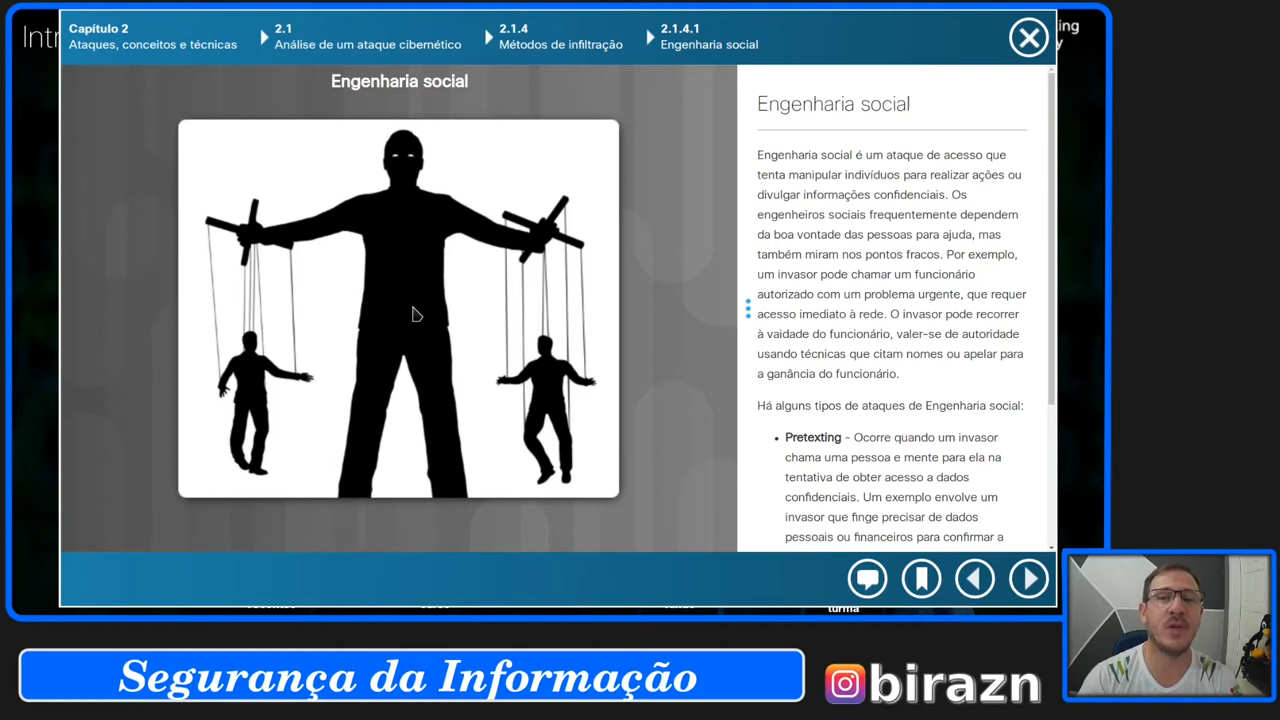 Capítulo 2
Ataques, conceitos e técnicas
2.1
Análise de um ataque cibernético
2.1.4
Métodos de infiltração
2.1.4.1
Engenharia social
Intr
king
y
Engenharia social
Engenharia social
Engenharia social é um ataque de acesso que
tenta manipular indivíduos para realizar ações ou
divulgar informações confidenciais. Os
engenheiros sociais frequentemente dependem
da boa vontade das pessoas para ajuda, mas
também miram nos pontos fracos. Por exemplo,
um invasor pode chamar um funcionário
autorizado com um problema urgente, que requer
acesso imediato à rede. O invasor pode recorrer
à vaidade do funcionário, valer-se de autoridade
usando técnicas que citam nomes ou apelar para
a ganância do funcionário.
Há alguns tipos de ataques de Engenharia social:
• Pretexting - Ocorre quando um invasor
chama uma pessoa e mente para ela na
tentativa de obter acesso a dados
confidenciais. Um exemplo envolve um
invasor que finge precisar de dados
pessoais ou financeiros para confirmar a
turma
Segurança da Informação
birazn